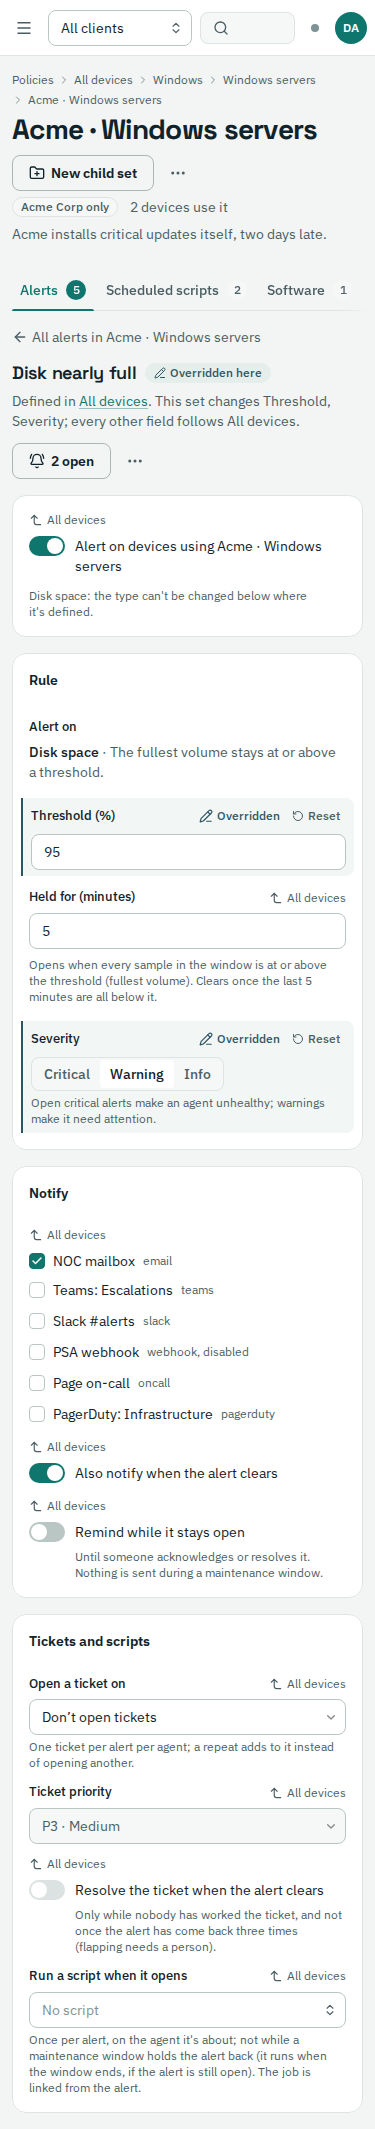 All clients
DA
Policies
All devices
Windows
Windows servers
Acme · Windows servers
Acme · Windows servers
New child set
Acme Corp only
2 devices use it
Acme installs critical updates itself, two days late.
Alerts 5
Scheduled scripts 2
Software 1
All alerts in Acme · Windows servers
Disk nearly full
Overridden here
Defined in All devices. This set changes Threshold,
Severity; every other field follows All devices.
2 open
All devices
Alert on devices using Acme · Windows
servers
Disk space: the type can't be changed below where
it's defined.
Rule
Alert on
Disk space · The fullest volume stays at or above
a threshold.
Threshold (%)
Overridden
Reset
95
Held for (minutes)
All devices
5
Opens when every sample in the window is at or above
the threshold (fullest volume). Clears once the last 5
minutes are all below it.
Severity
Overridden
Reset
Critical
Warning
Info
Open critical alerts make an agent unhealthy; warnings
make it need attention.
Notify
All devices
NOC mailbox email
Teams: Escalations teams
Slack #alerts slack
PSA webhook webhook, disabled
Page on-call oncall
PagerDuty: Infrastructure pagerduty
All devices
Also notify when the alert clears
All devices
Remind while it stays open
Until someone acknowledges or resolves it.
Nothing is sent during a maintenance window.
Tickets and scripts
Open a ticket on
All devices
Don’t open tickets
One ticket per alert per agent; a repeat adds to it instead
of opening another.
Ticket priority
All devices
P3 · Medium
All devices
Resolve the ticket when the alert clears
Only while nobody has worked the ticket, and not
once the alert has come back three times
(flapping needs a person).
Run a script when it opens
All devices
No script
Once per alert, on the agent it's about; not while a
maintenance window holds the alert back (it runs when
the window ends, if the alert is still open). The job is
linked from the alert.